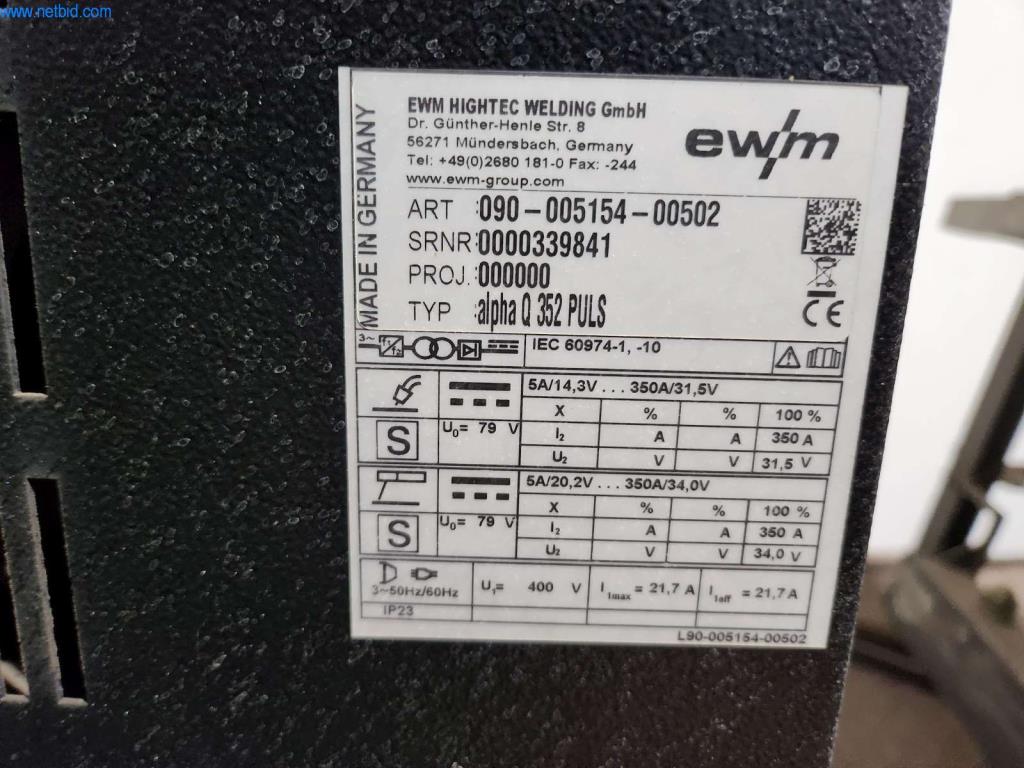 www.netbid.com
MADE IN GERMANY
EWM HIGHTEC WELDING GmbH
Dr. Günther-Henle Str. 8
56271 Mündersbach, Germany
Tel: +49(0)2680 181-0 Fax: -244
www.ewm-group.com
ewm
ART :090-005154-00502
SRNR:0000339841
PROJ.:000000
TYP :alpha Q 352 PULS
CE
3~ f1/f2 IEC 60974-1, -10
5A/14,3V . . . 350A/31,5V
X % % 100 %
S U0= 79 V I2 A A 350 A
U2 V V 31,5 V
5A/20,2V . . . 350A/34,0V
X % % 100 %
S U0= 79 V I2 A A 350 A
U2 V V 34,0 V
3~50Hz/60Hz U1= 400 V I1max = 21,7 A I1eff = 21,7 A
IP23
L90-005154-00502